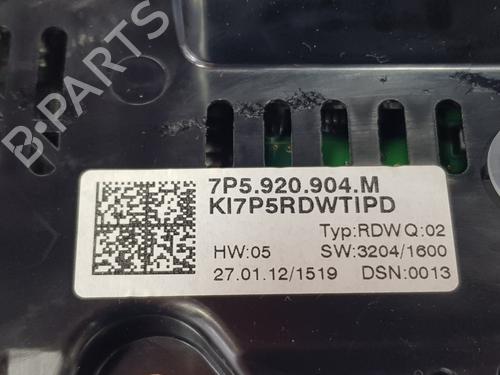 B-PARTS
7P5.920.904.M
KI7P5RDWTIPD
Typ:RDW Q:02
HW:05 SW:3204/1600
27.01.12/1519 DSN:0013